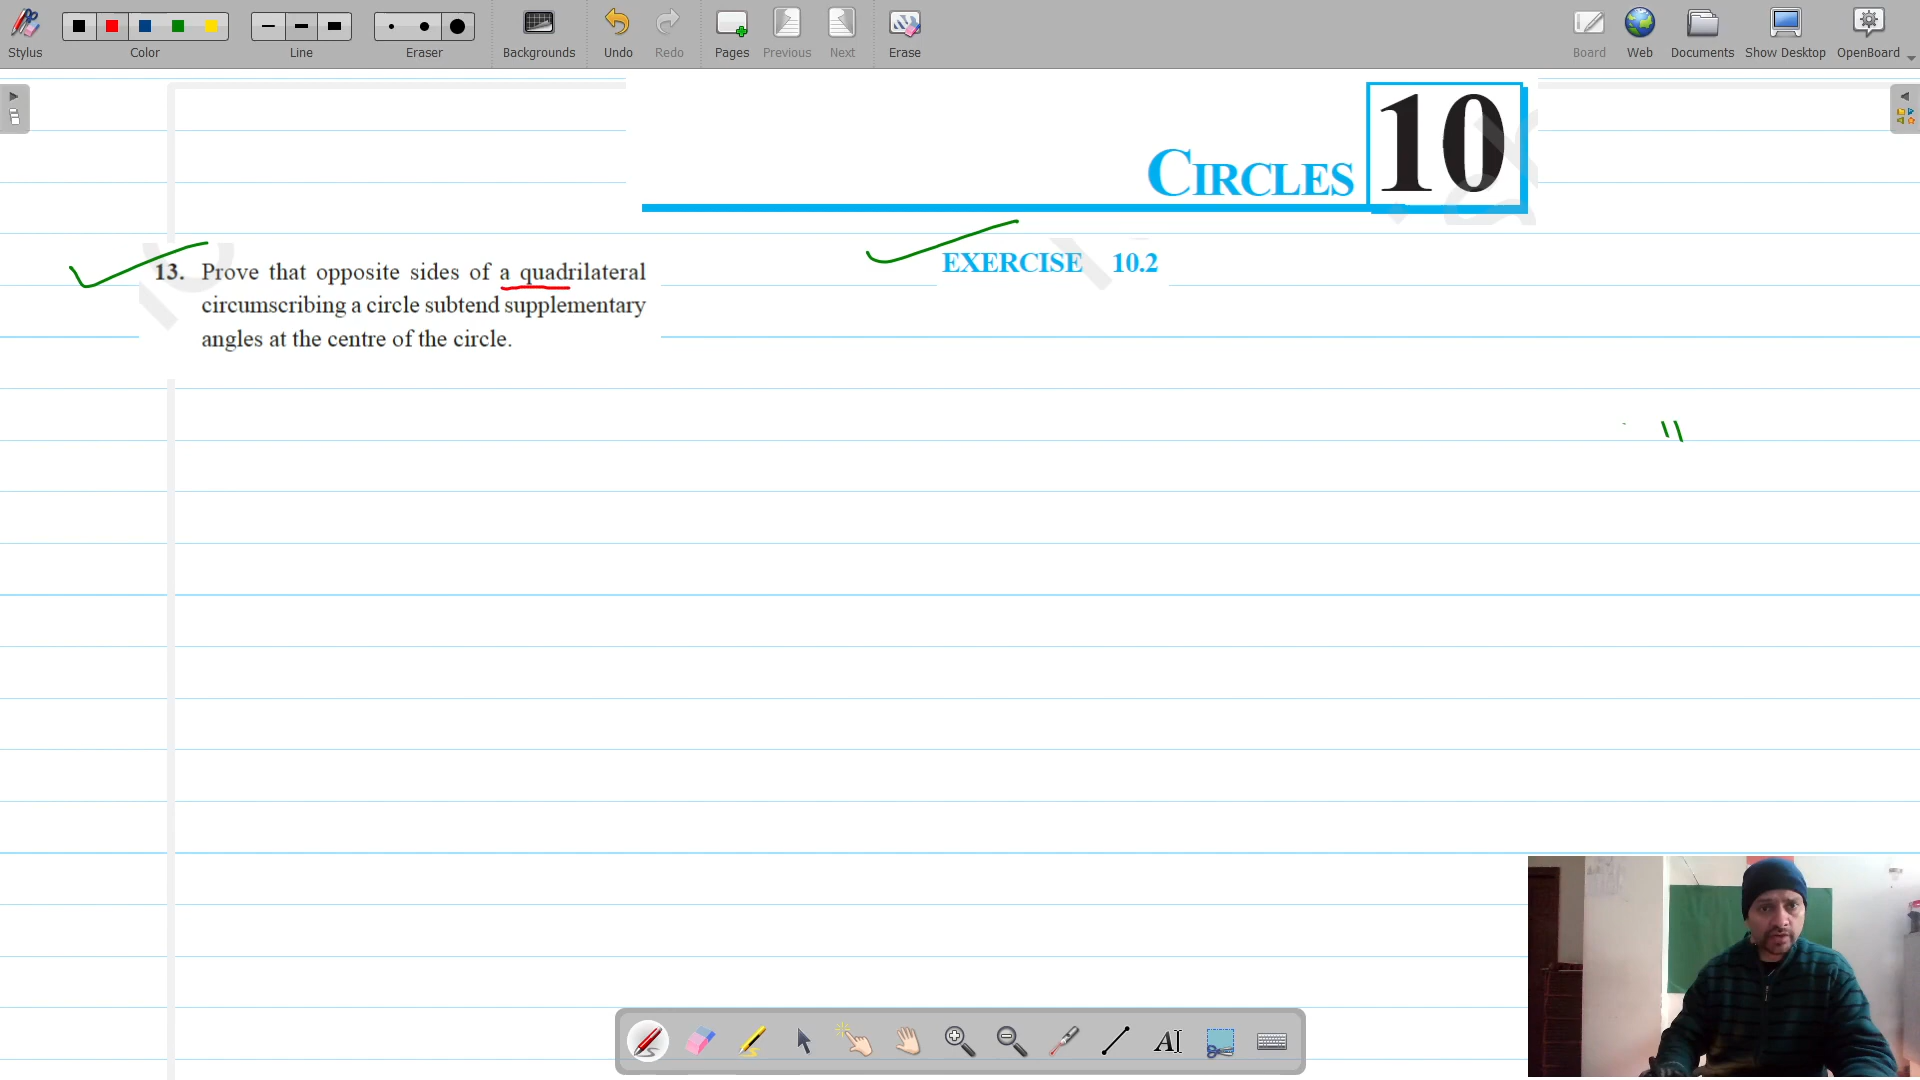 Stylus Color Line Eraser Backgrounds Undo Redo Pages Previous Next Erase Board Web Documents Show Desktop OpenBoard
CIRCLES 10
EXERCISE 10.2
13. Prove that opposite sides of a quadrilateral
circumscribing a circle subtend supplementary
angles at the centre of the circle.